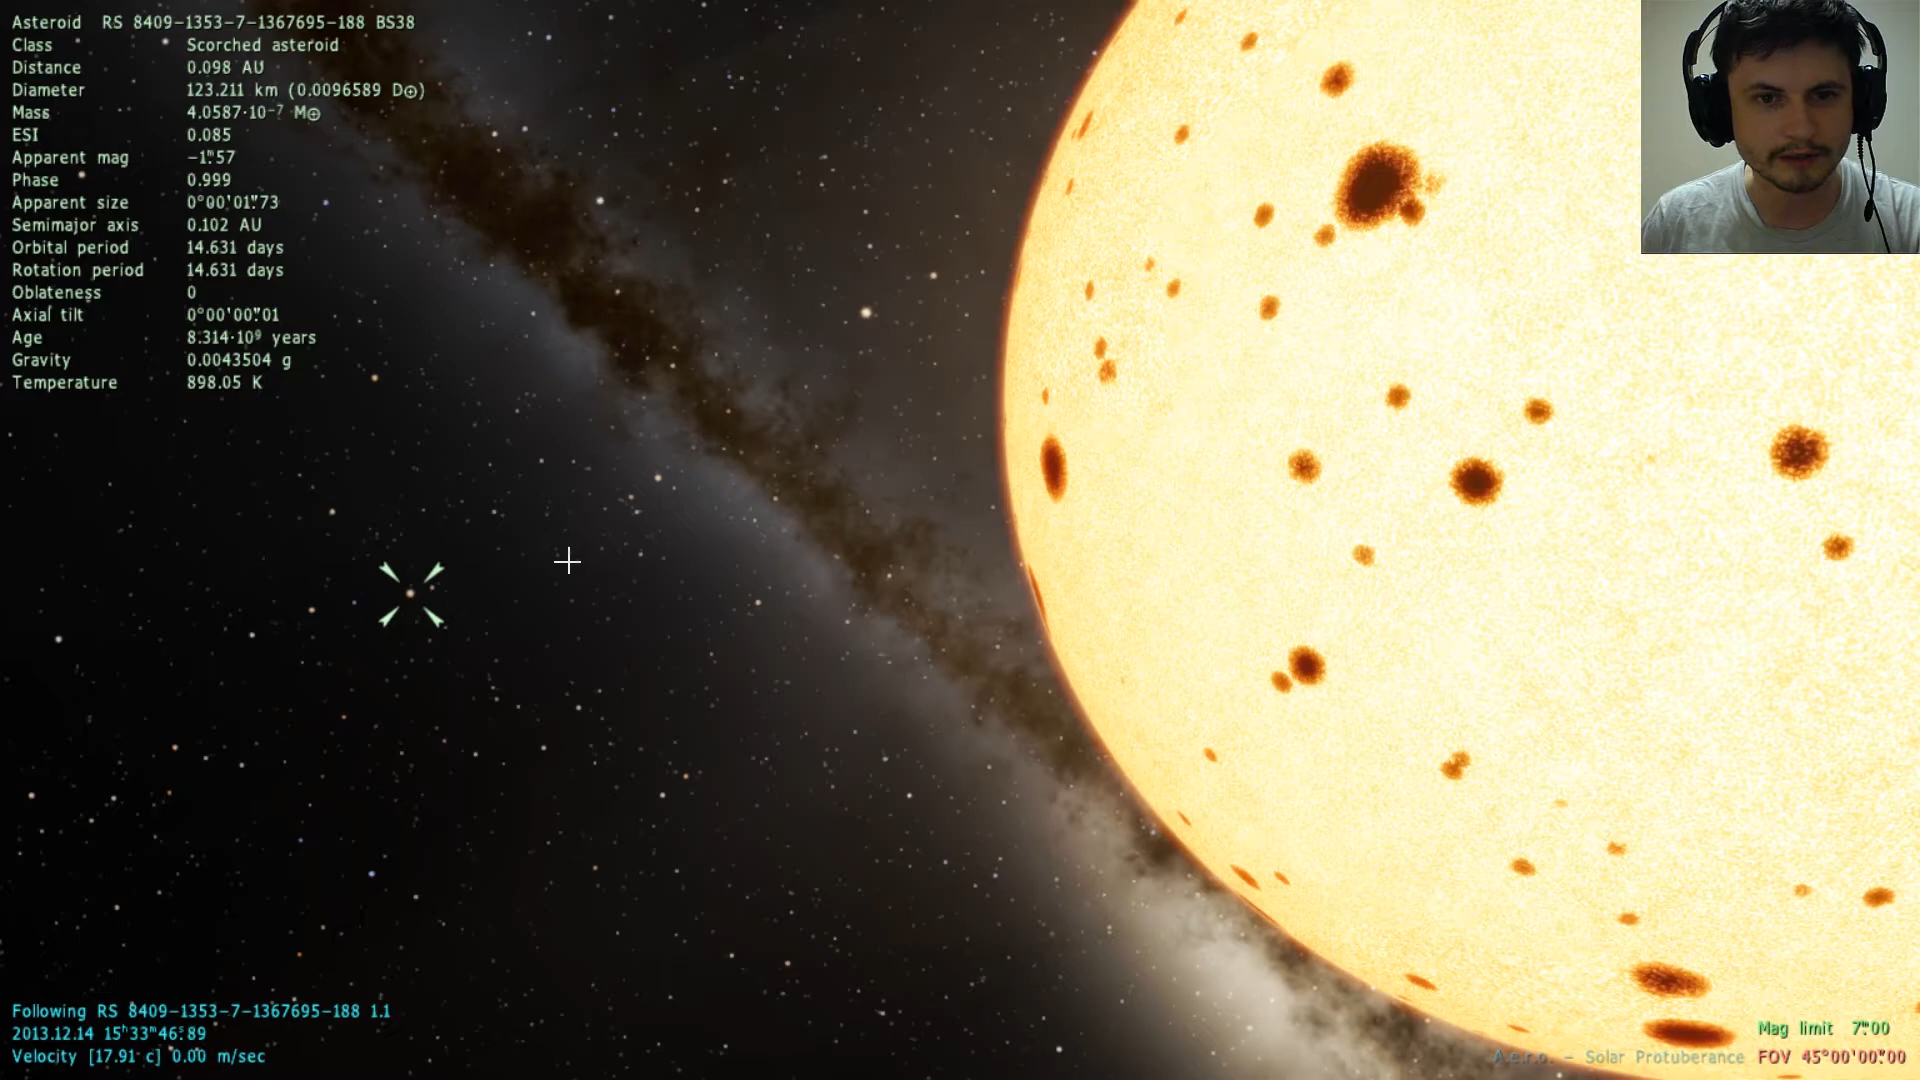 Asteroid RS 8409-1353-7-1367695-188 BS38
Class Scorched asteroid
Distance 0.098 AU
Diameter 123.211 km (0.0096589 D⊕)
Mass 4.0587·10⁻⁷ M⊕
ESI 0.085
Apparent mag -1ᵐ57
Phase 0.999
Apparent size 0°00'01"73
Semimajor axis 0.102 AU
Orbital period 14.631 days
Rotation period 14.631 days
Oblateness 0
Axial tilt 0°00'00"01
Age 8.314·10⁹ years
Gravity 0.0043504 g
Temperature 898.05 K
Following RS 8409-1353-7-1367695-188 1.1
2013.12.14 15ʰ33ᵐ46ˢ89
Velocity [17.91 c] 0.00 m/sec
Mag limit 7ᵐ00
A.e.r.o. - Solar Protuberance FOV 45°00'00"00